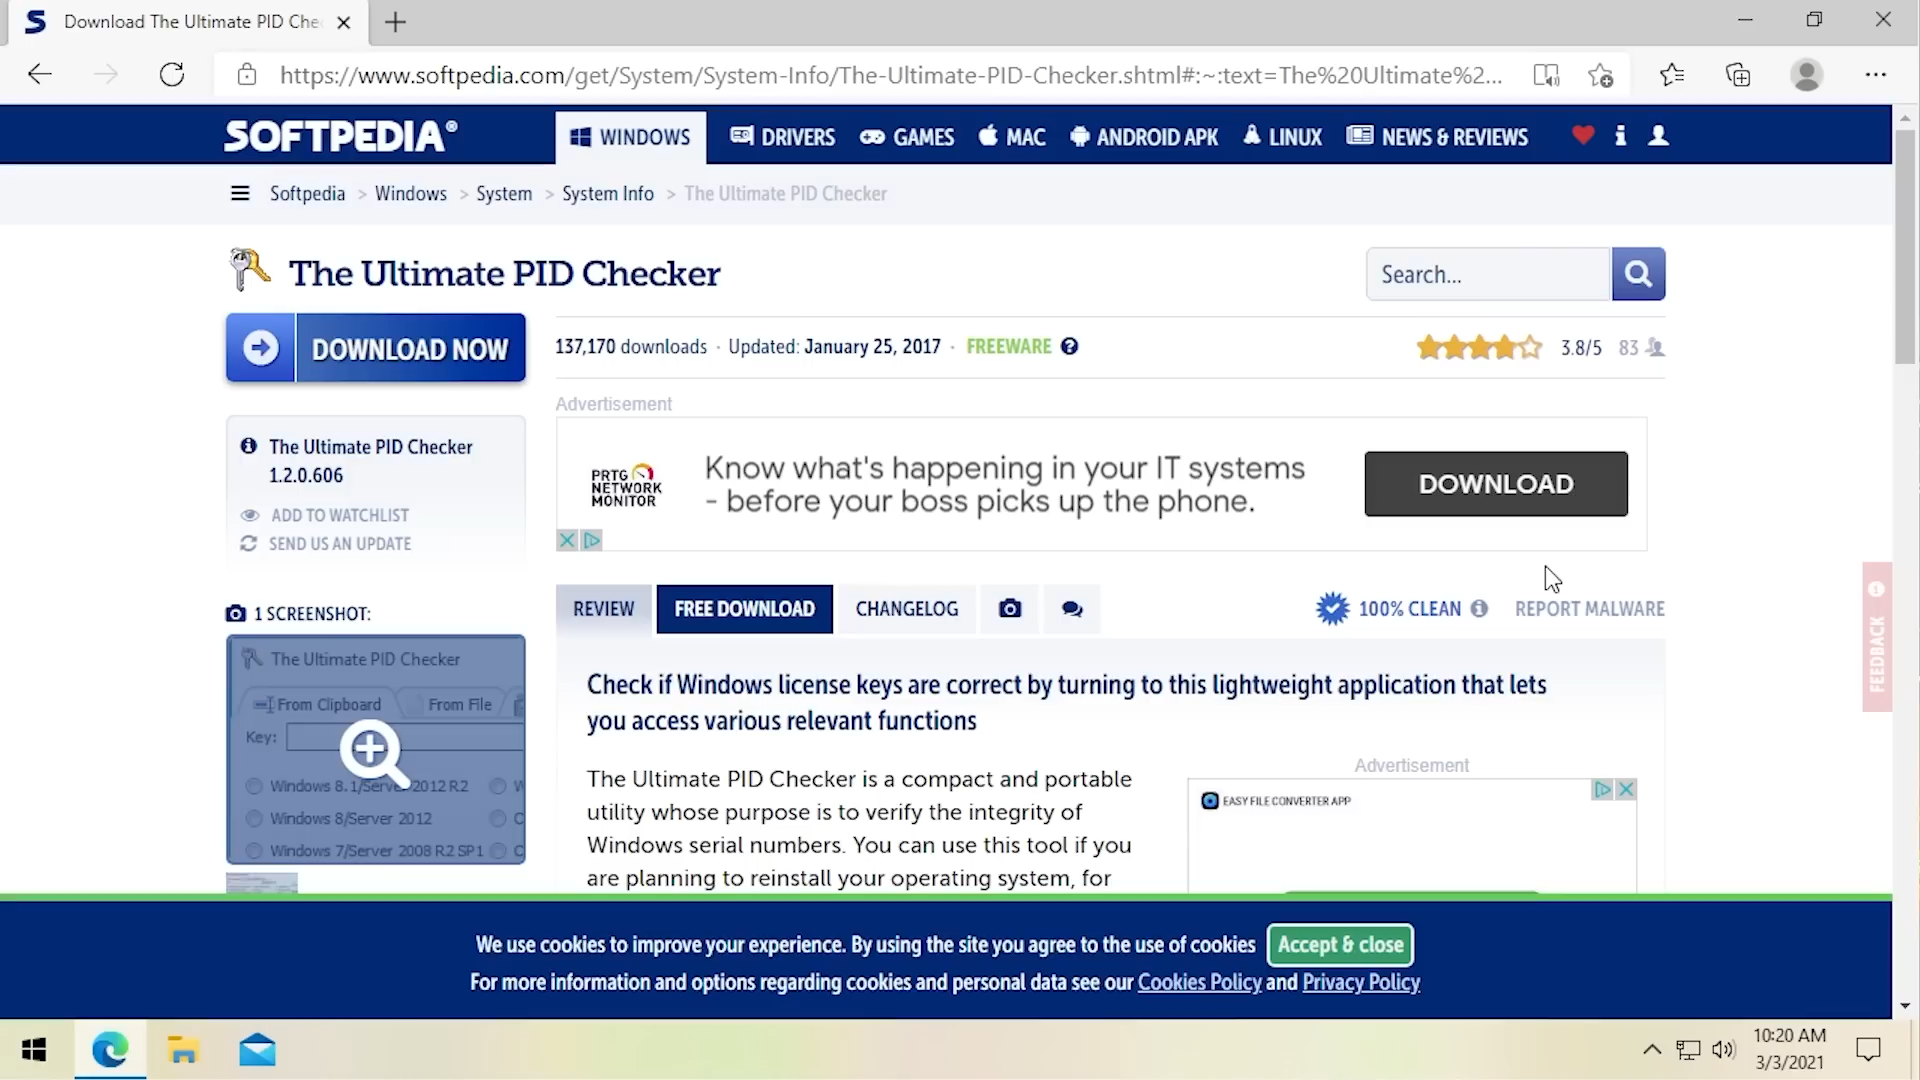 Download The Ultimate PID Che
https://www.softpedia.com/get/System/System-Info/The-Ultimate-PID-Checker.shtml#:~:text=The%20Ultimate%2...
SOFTPEDIA®
WINDOWS
DRIVERS
GAMES
MAC
ANDROID APK
LINUX
NEWS & REVIEWS
Softpedia > Windows > System > System Info > The Ultimate PID Checker
The Ultimate PID Checker
Search...
DOWNLOAD NOW
137,170 downloads · Updated: January 25, 2017 · FREEWARE
3.8/5 83
Advertisement
The Ultimate PID Checker
1.2.0.606
ADD TO WATCHLIST
SEND US AN UPDATE
PRTG
NETWORK
MONITOR
Know what's happening in your IT systems
- before your boss picks up the phone.
DOWNLOAD
1 SCREENSHOT:
REVIEW
FREE DOWNLOAD
CHANGELOG
100% CLEAN
REPORT MALWARE
FEEDBACK
The Ultimate PID Checker
From Clipboard
From File
Key:
Windows 8.1/Server 2012 R2
Windows 8/Server 2012
Windows 7/Server 2008 R2 SP1
Check if Windows license keys are correct by turning to this lightweight application that lets
you access various relevant functions
The Ultimate PID Checker is a compact and portable
utility whose purpose is to verify the integrity of
Windows serial numbers. You can use this tool if you
are planning to reinstall your operating system, for
Advertisement
EASY FILE CONVERTER APP
We use cookies to improve your experience. By using the site you agree to the use of cookies
Accept & close
For more information and options regarding cookies and personal data see our Cookies Policy and Privacy Policy
10:20 AM
3/3/2021